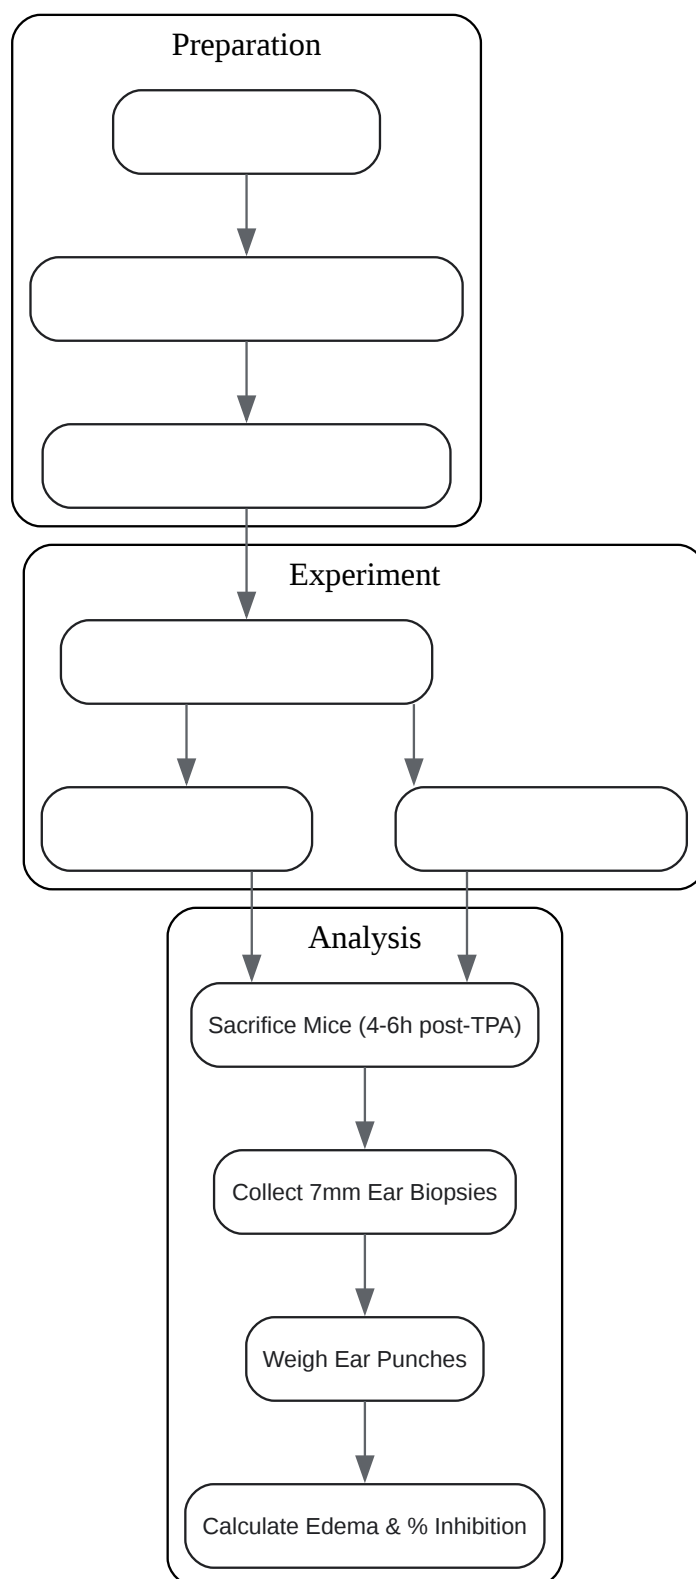 Preparation
Experiment
Analysis
Sacrifice Mice (4-6h post-TPA)
Collect 7mm Ear Biopsies
Weigh Ear Punches
Calculate Edema & % Inhibition